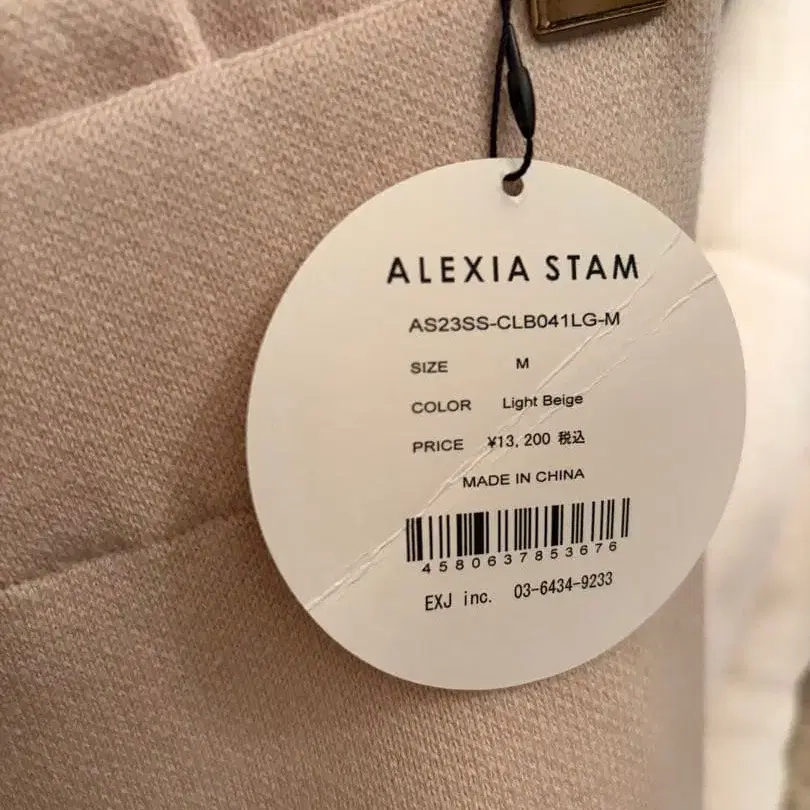 ALEXIA STAM
AS23SS-CLB041LG-M
SIZE M
COLOR Light Beige
PRICE ¥13,200 税込
MADE IN CHINA
4580637853676
EXJ inc. 03-6434-9233